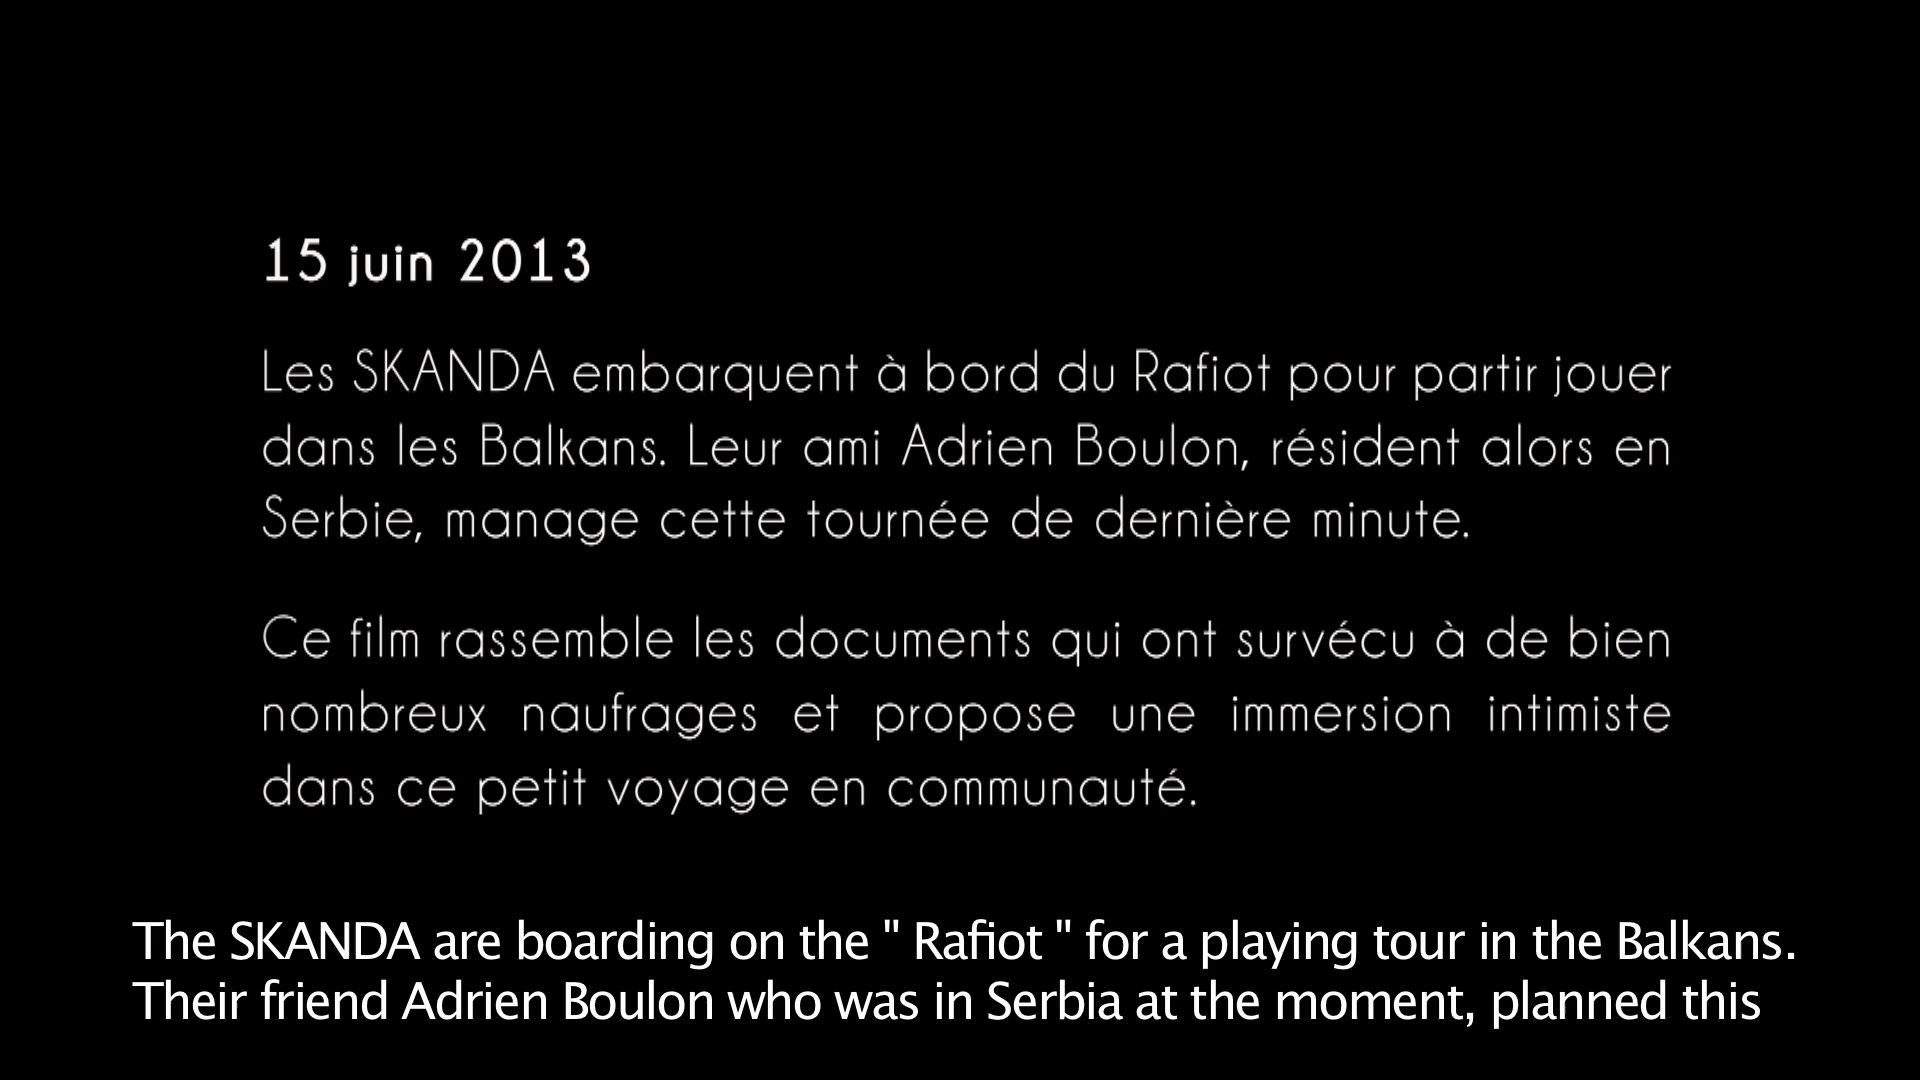 15 juin 2013
Les SKANDA embarquent à bord du Rafiot pour partir jouer
dans les Balkans. Leur ami Adrien Boulon, résident alors en
Serbie, manage cette tournée de dernière minute.
Ce film rassemble les documents qui ont survécu à de bien
nombreux naufrages et propose une immersion intimiste
dans ce petit voyage en communauté.
The SKANDA are boarding on the " Rafiot " for a playing tour in the Balkans.
Their friend Adrien Boulon who was in Serbia at the moment, planned this